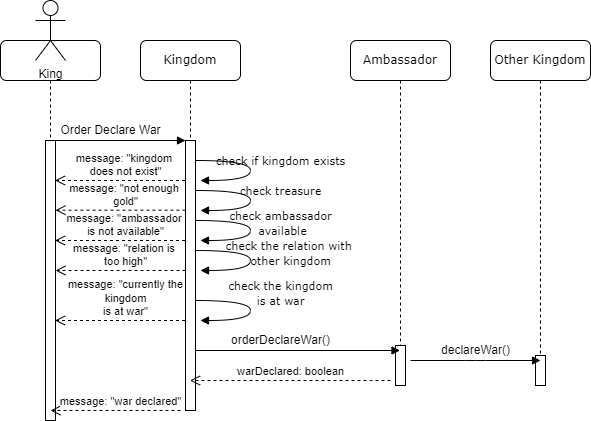 King
Kingdom
Ambassador
Other Kingdom
Order Declare War
message: "kingdom
does not exist"
check if kingdom exists
message: "not enough
gold"
check treasure
message: "ambassador
is not available"
check ambassador
available
message: "relation is
too high"
check the relation with
other kingdom
message: "currently the
kingdom
is at war"
check the kingdom
is at war
orderDeclareWar()
declareWar()
warDeclared: boolean
message: "war declared"